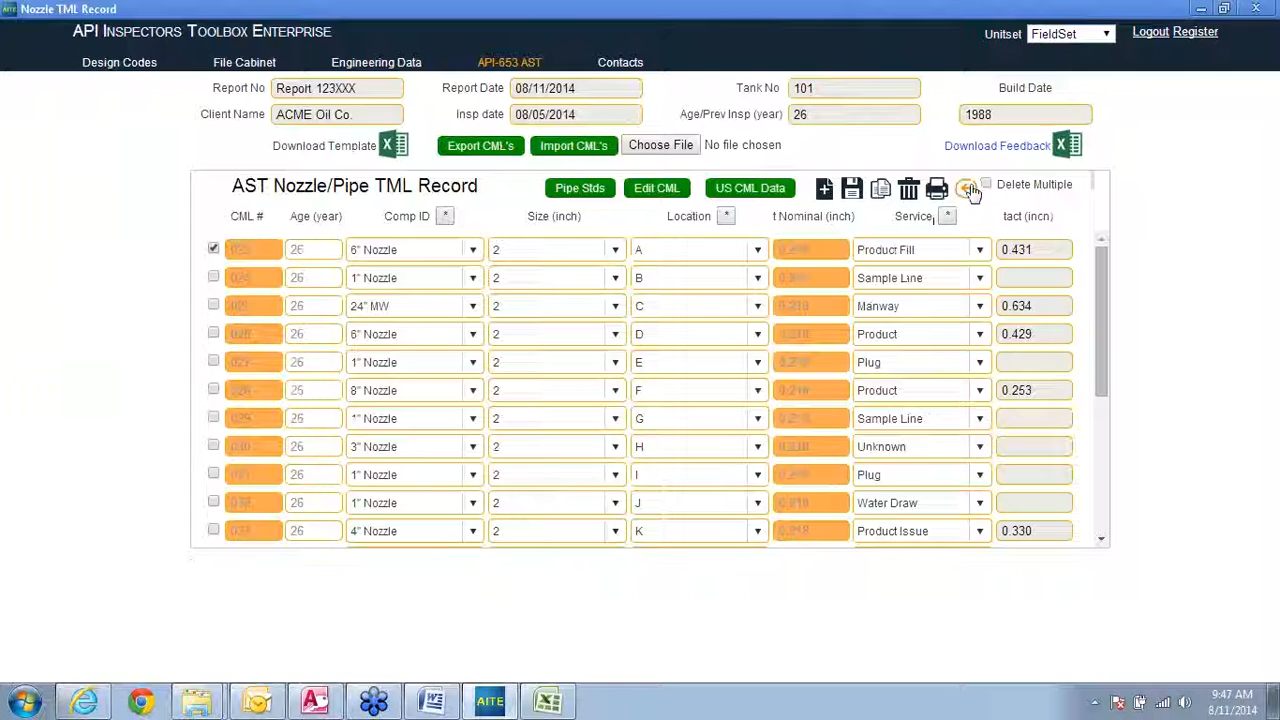 Nozzle TML Record
API INSPECTORS TOOLBOX ENTERPRISE
Unitset FieldSet Logout Register
Design Codes File Cabinet Engineering Data API-653 AST Contacts
Report No Report 123XXX Report Date 08/11/2014 Tank No 101 Build Date
Client Name ACME Oil Co. Insp date 08/05/2014 Age/Prev Insp (year) 26 1988
Download Template Export CML's Import CML's Choose File No file chosen Download Feedback
AST Nozzle/Pipe TML Record Pipe Stds Edit CML US CML Data Delete Multiple
CML # Age (year) Comp ID * Size (inch) Location * t Nominal (inch) Service * tact (incn)
26 6" Nozzle 2 A Product Fill 0.431
26 1" Nozzle 2 B Sample Line
26 24" MW 2 C Manway 0.634
26 6" Nozzle 2 D Product 0.429
26 1" Nozzle 2 E Plug
26 8" Nozzle 2 F Product 0.253
26 1" Nozzle 2 G Sample Line
26 3" Nozzle 2 H Unknown
26 1" Nozzle 2 I Plug
26 1" Nozzle 2 J Water Draw
26 4" Nozzle 2 K Product Issue 0.330
AITE 9:47 AM
8/11/2014